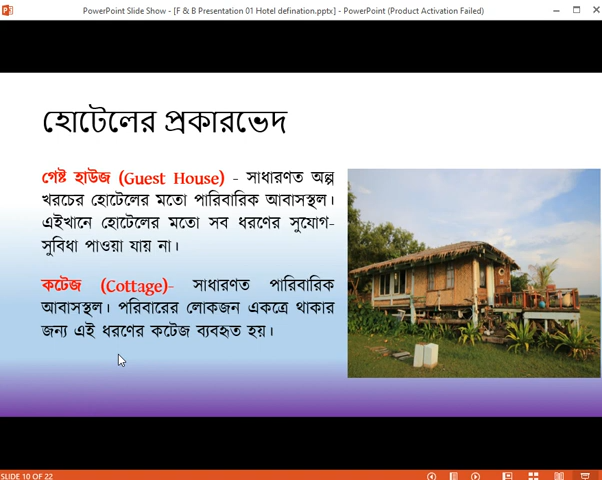 PowerPoint Slide Show - [F & B Presentation 01 Hotel defination.pptx] - PowerPoint (Product Activation Failed)
হোটেলের প্রকারভেদ
গেষ্ট হাউজ (Guest House) - সাধারণত অল্প
খরচের হোটেলের মতো পারিবারিক আবাসস্থল।
এইখানে হোটেলের মতো সব ধরণের সুযোগ-
সুবিধা পাওয়া যায় না।
কটেজ (Cottage)- সাধারণত পারিবারিক
আবাসস্থল। পরিবারের লোকজন একত্রে থাকার
জন্য এই ধরণের কটেজ ব্যবহৃত হয়।
SLIDE 10 OF 22